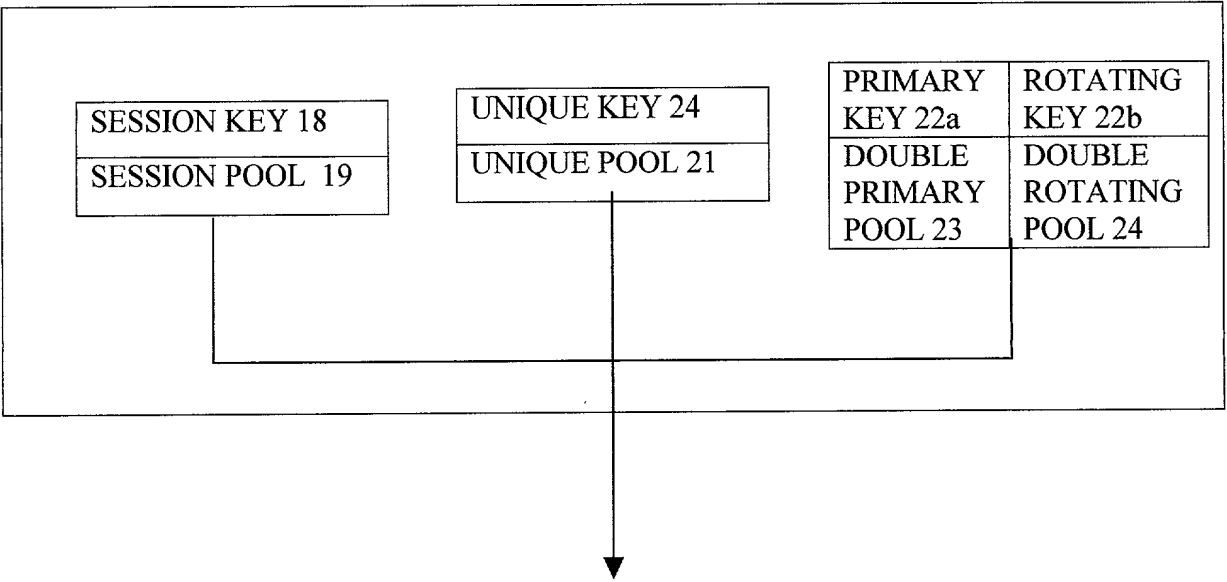 SESSION KEY 18
SESSION POOL 19
UNIQUE KEY 24
UNIQUE POOL 21
PRIMARY
KEY 22a
ROTATING
KEY 22b
DOUBLE
PRIMARY
POOL 23
DOUBLE
ROTATING
POOL 24